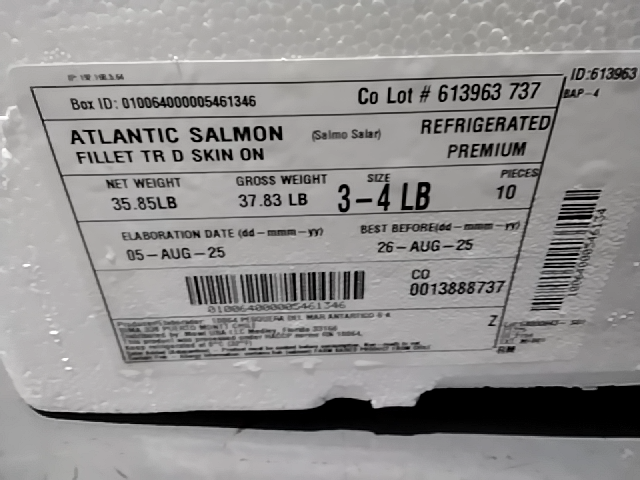 ID:613963
Box ID: 010064000005461346
Co Lot # 613963 737
BAP-4
ATLANTIC SALMON
(Salmo Salar)
REFRIGERATED
FILLET TR D SKIN ON
PREMIUM
NET WEIGHT
GROSS WEIGHT
SIZE
PIECES
35.85LB
37.83 LB
3-4 LB
10
ELABORATION DATE (dd-mmm-yy)
BEST BEFORE(dd-mmm-yy)
05-AUG-25
26-AUG-25
CO
0013888737
010064000005461346
Z